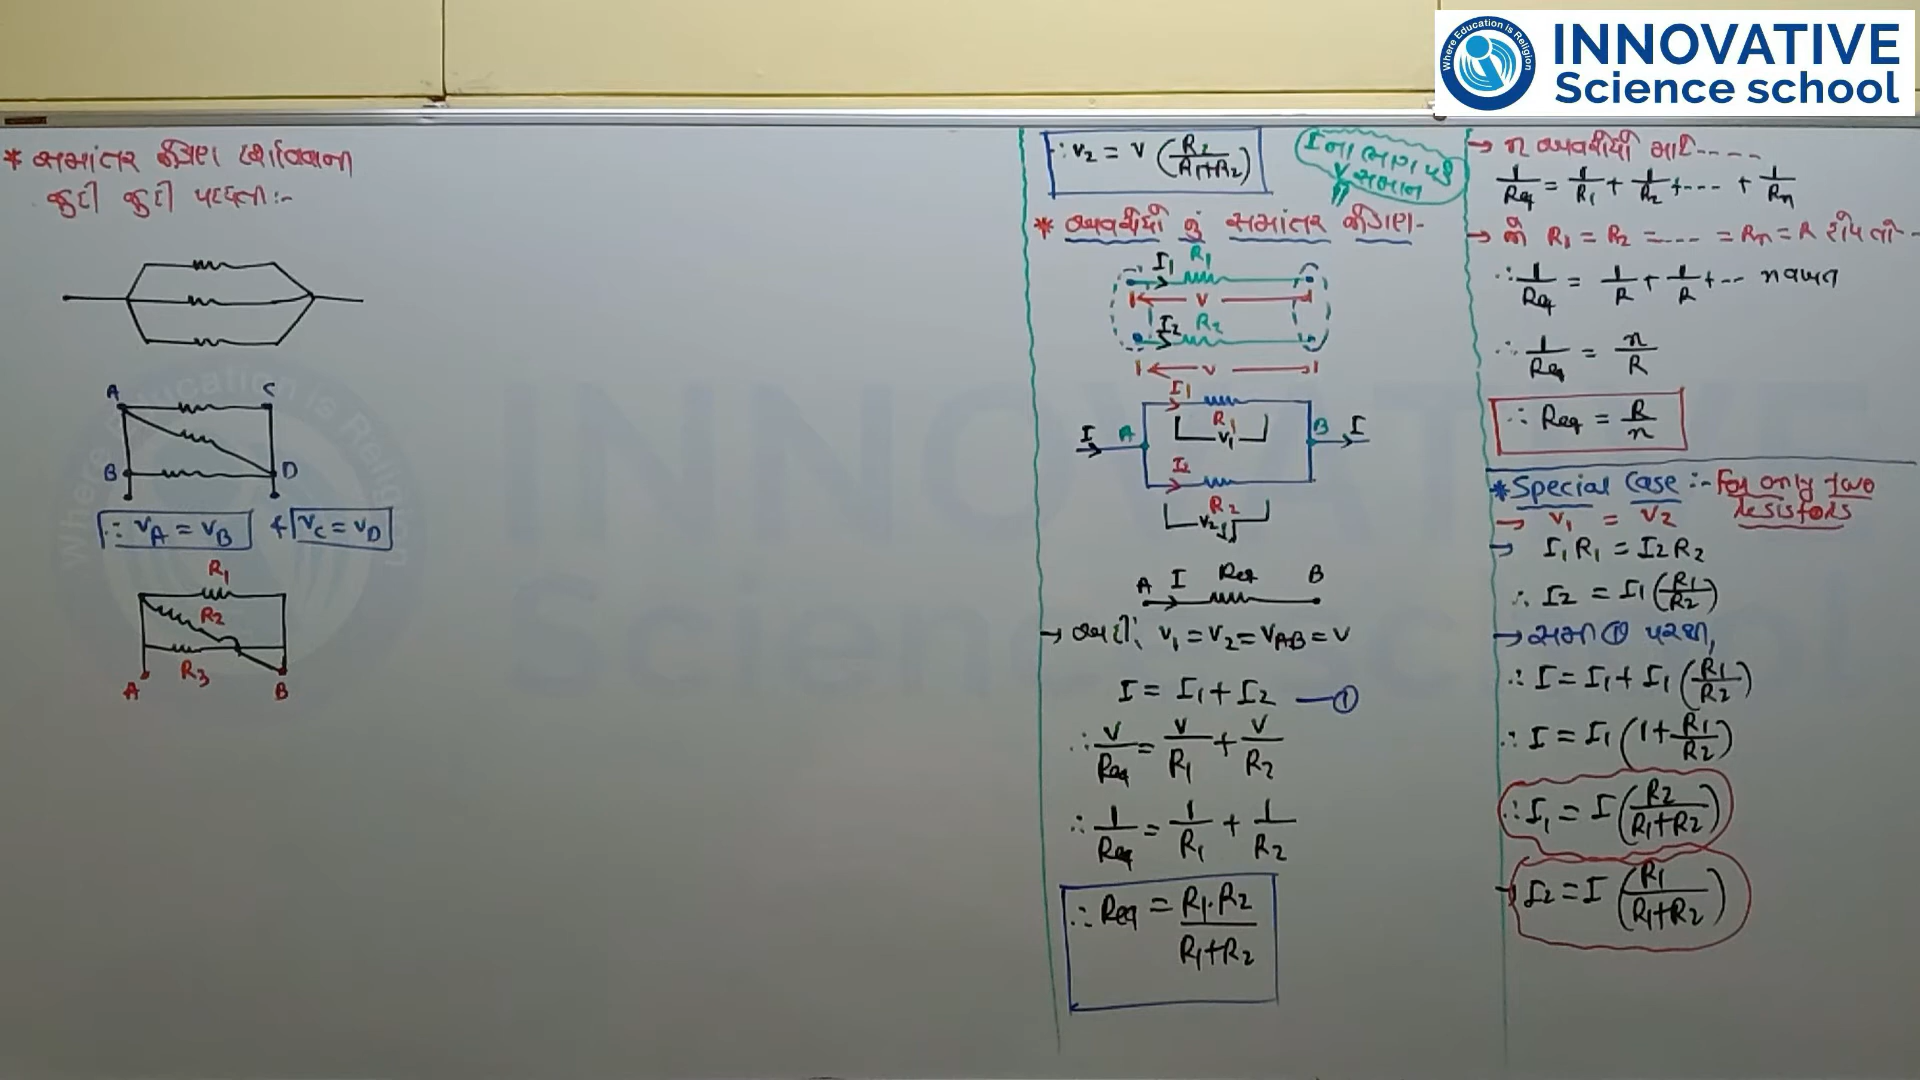 Where Education is Religion
INNOVATIVE
Science school
* સમાંતર જોડાણ દર્શાવવાની
જુદી જુદી પદ્ધતી :-
A C
B D
∴ VA = VB & VC = VD
R1
R2
R3
A B
∴ V2 = V (R2/(R1+R2))
I ના ભાગ પડે
V સમાન
* અવરોધો નું સમાંતર જોડાણ-
I1 R1
V
I2 R2
V
I1
R1
V1
I A B I
I2
R2
V2
A I Req B
→ અહીં, V1 = V2 = VAB = V
I = I1 + I2 —①
∴ V/Req = V/R1 + V/R2
∴ 1/Req = 1/R1 + 1/R2
∴ Req = R1.R2/(R1+R2)
→ n અવરોધો માટે-----
1/Req = 1/R1 + 1/R2 +---- + 1/Rn
→ જો R1 = R2 =---- = Rn = R હોય તો--
∴ 1/Req = 1/R + 1/R +--- n વખત
∴ 1/Req = n/R
∴ Req = R/n
* Special Case :- For only two
resistors
→ V1 = V2
→ I1R1 = I2R2
∴ I2 = I1(R1/R2)
→ સમી ① પરથી,
∴ I = I1 + I1 (R1/R2)
∴ I = I1 (1+R1/R2)
∴ I1 = I (R2/(R1+R2))
→ I2 = I (R1/(R1+R2))